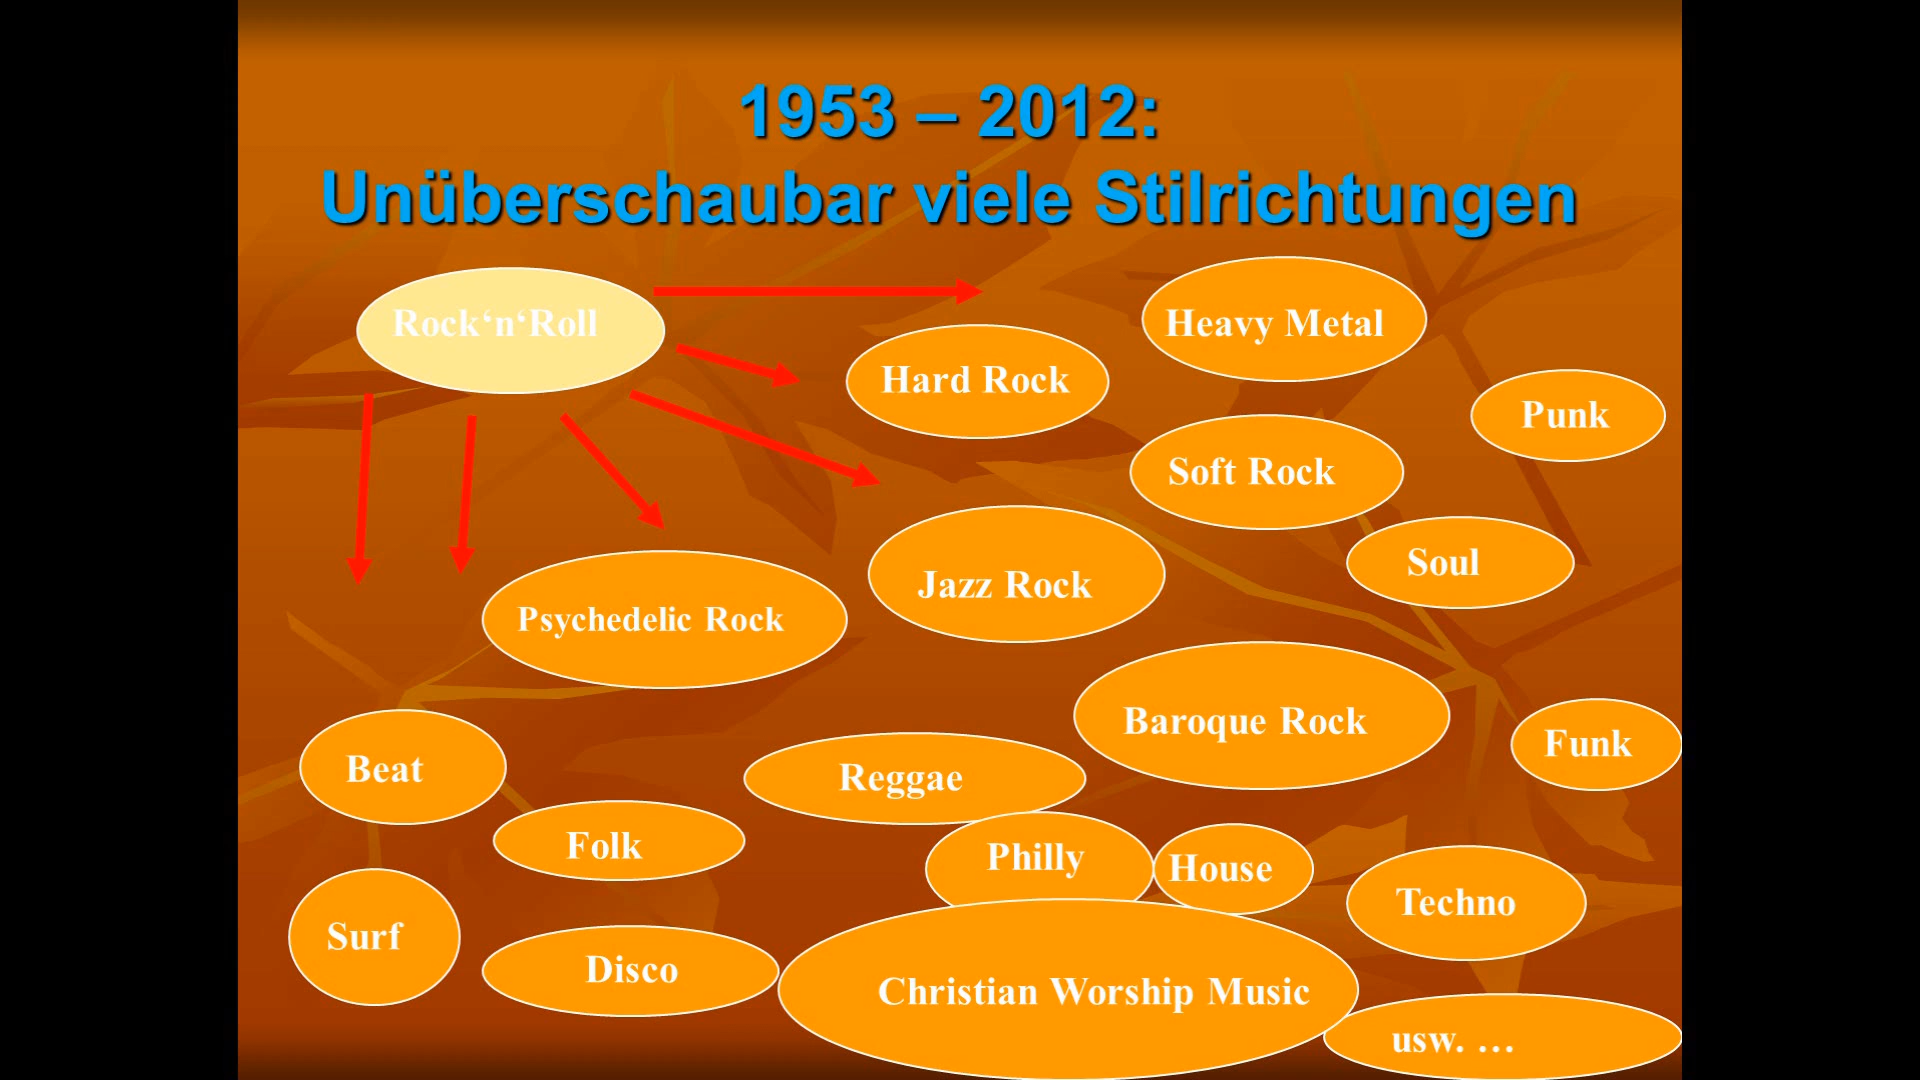 1953 – 2012:
Unüberschaubar viele Stilrichtungen
Rock‘n‘Roll
Heavy Metal
Hard Rock
Punk
Soft Rock
Soul
Jazz Rock
Psychedelic Rock
Baroque Rock
Funk
Beat
Reggae
Folk
Philly
House
Techno
Surf
Disco
Christian Worship Music
usw. …